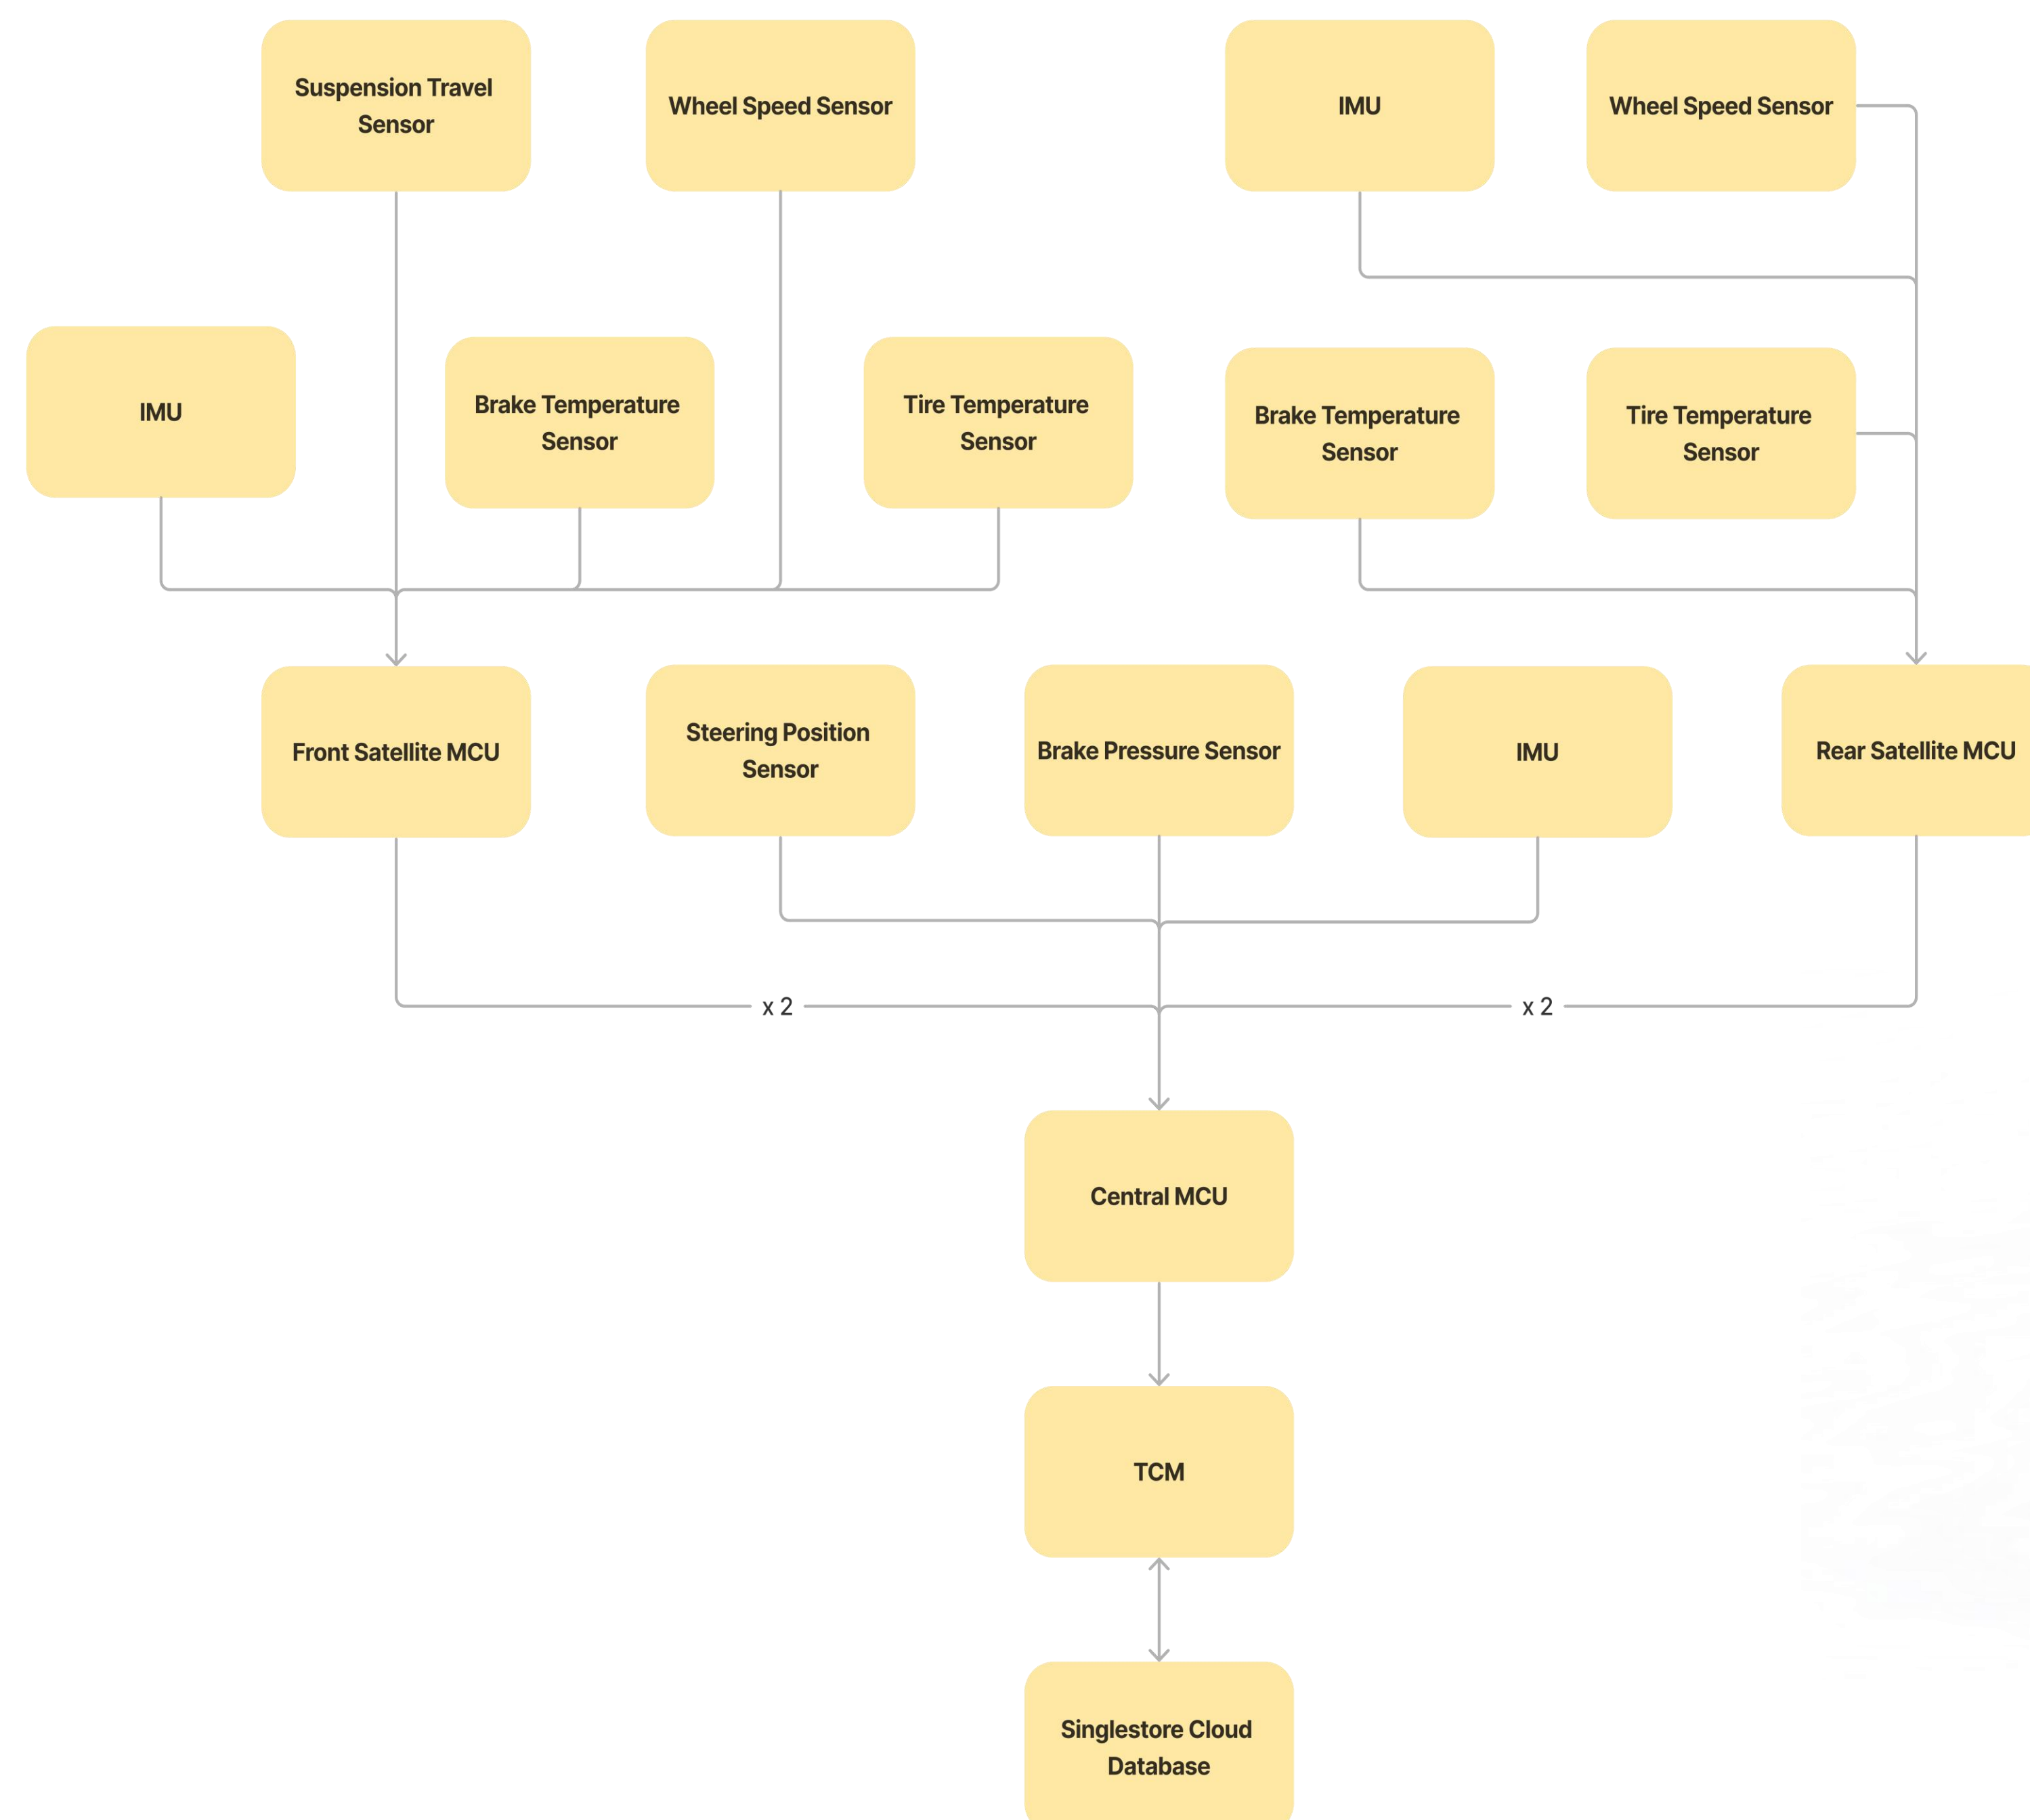 Suspension Travel
Sensor
Wheel Speed Sensor
IMU
Wheel Speed Sensor
IMU
Brake Temperature
Sensor
Tire Temperature
Sensor
Brake Temperature
Sensor
Tire Temperature
Sensor
Front Satellite MCU
Steering Position
Sensor
Brake Pressure Sensor
IMU
Rear Satellite MCU
x 2
x 2
Central MCU
TCM
Singlestore Cloud
Database